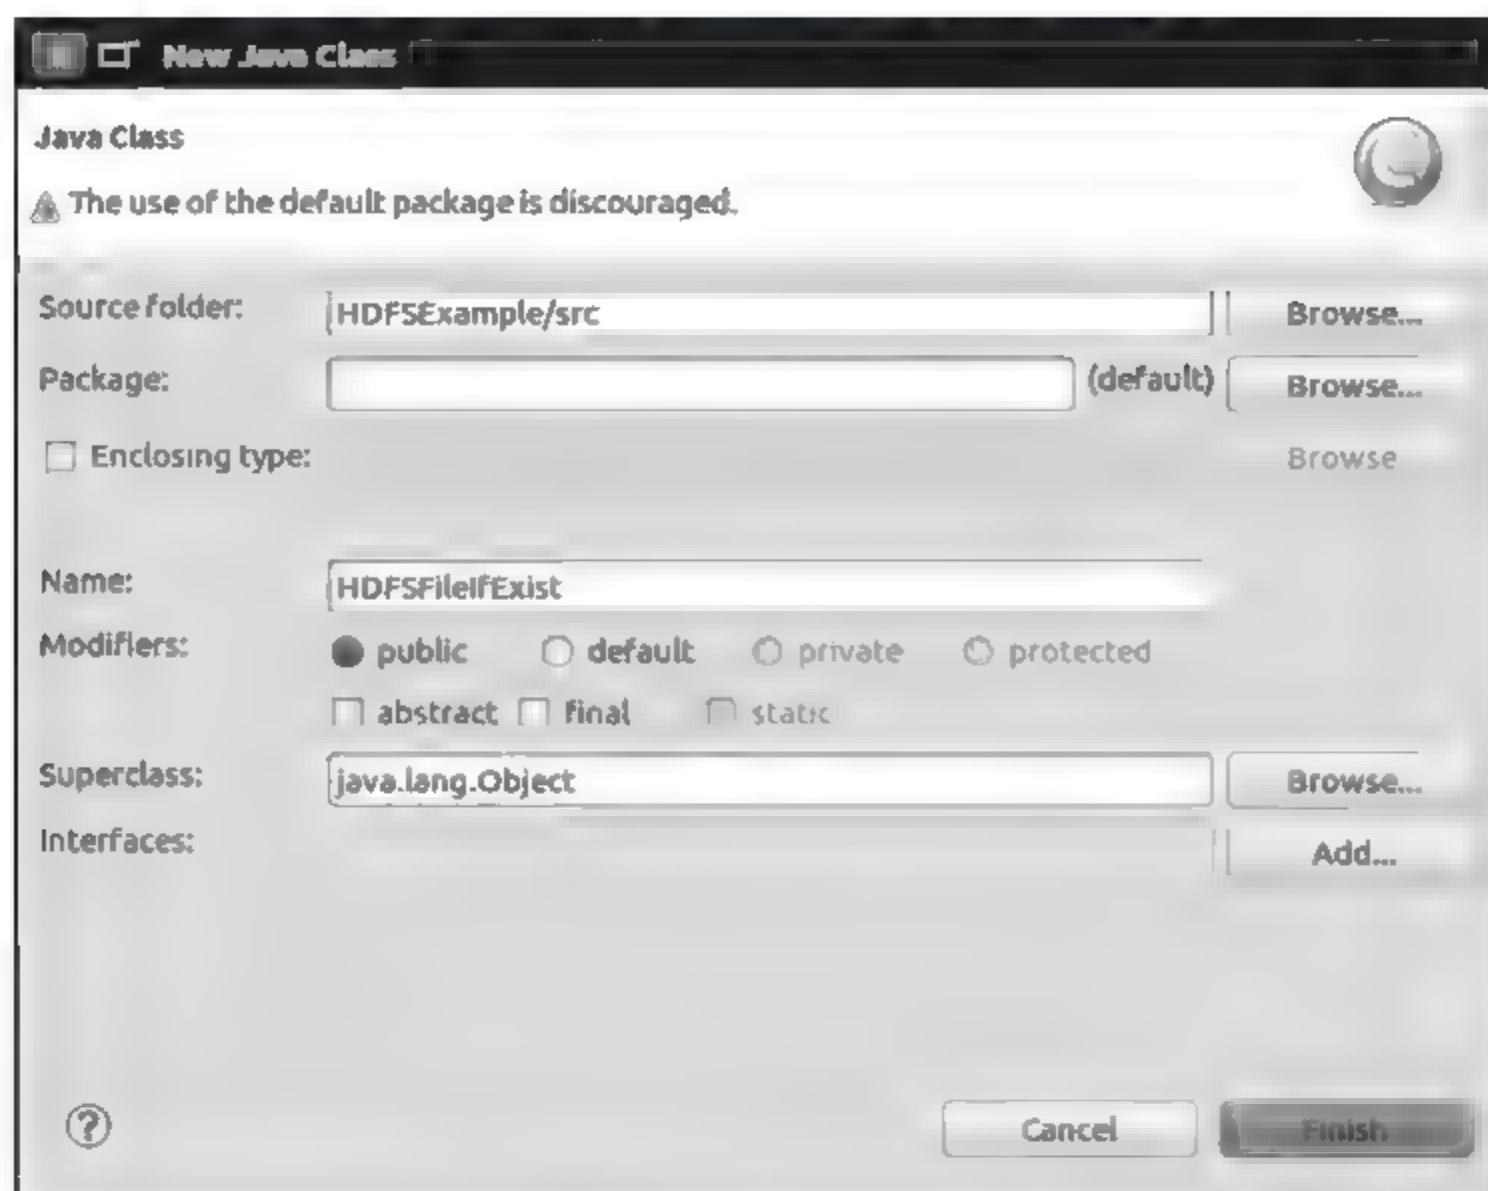 New Java Class
Java Class
The use of the default package is discouraged.
Source folder: HDFSExample/src Browse...
Package: (default) Browse...
Enclosing type: Browse
Name: HDFSFileIfExist
Modifiers: public default private protected
abstract final static
Superclass: java.lang.Object Browse...
Interfaces: Add...
? Cancel Finish